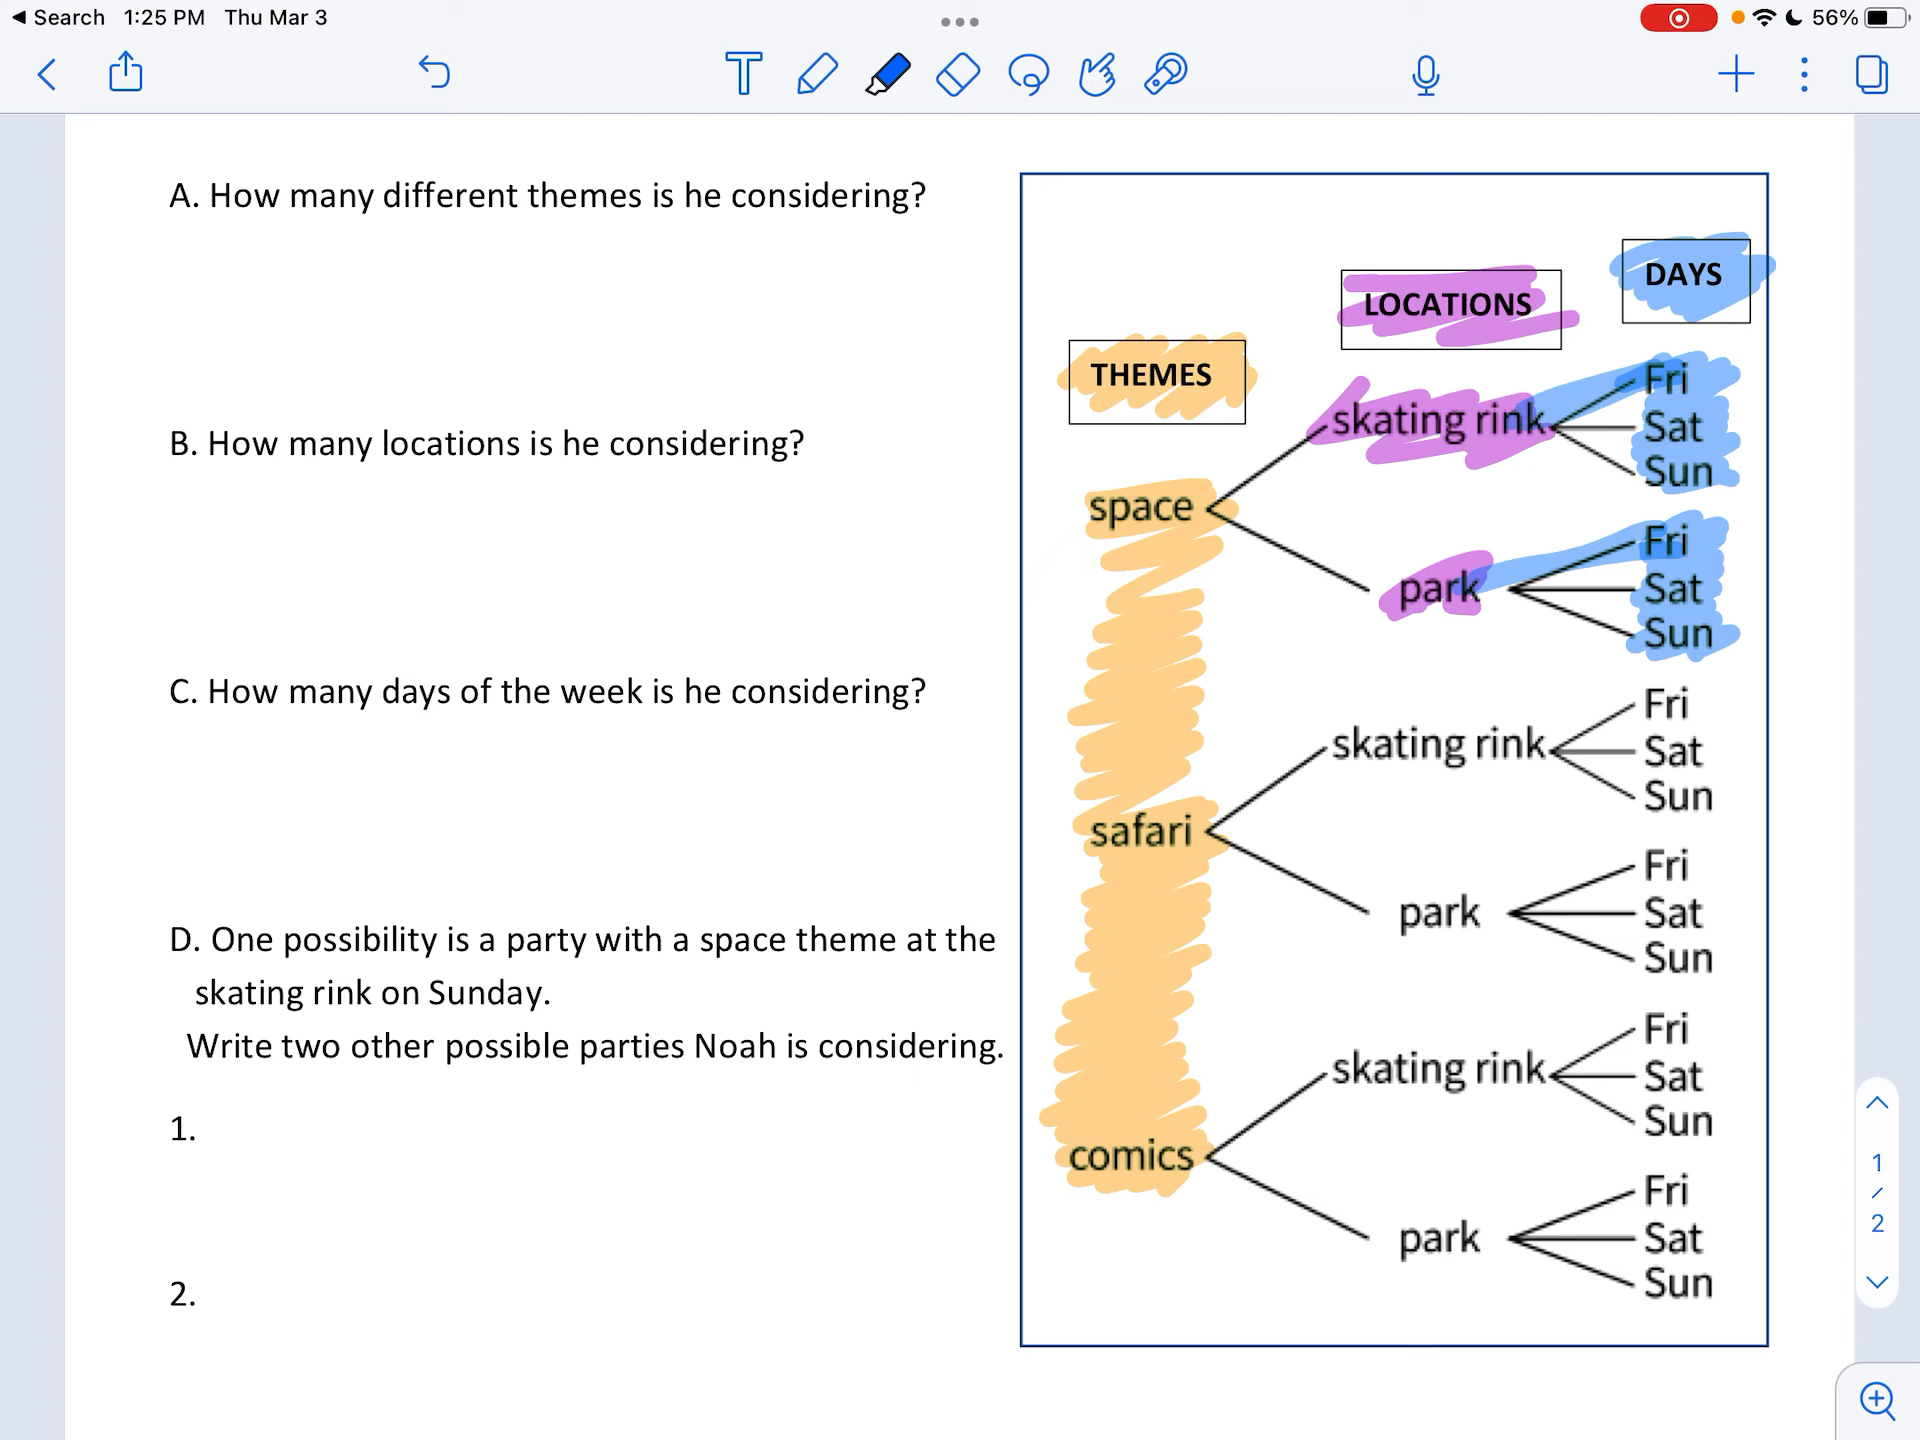 Search 1:25 PM Thu Mar 3
56%
T
A. How many different themes is he considering?
B. How many locations is he considering?
C. How many days of the week is he considering?
D. One possibility is a party with a space theme at the
skating rink on Sunday.
Write two other possible parties Noah is considering.
1.
2.
THEMES
LOCATIONS
DAYS
space
skating rink
Fri
Sat
Sun
park
Fri
Sat
Sun
safari
skating rink
Fri
Sat
Sun
park
Fri
Sat
Sun
comics
skating rink
Fri
Sat
Sun
park
Fri
Sat
Sun
1
/
2